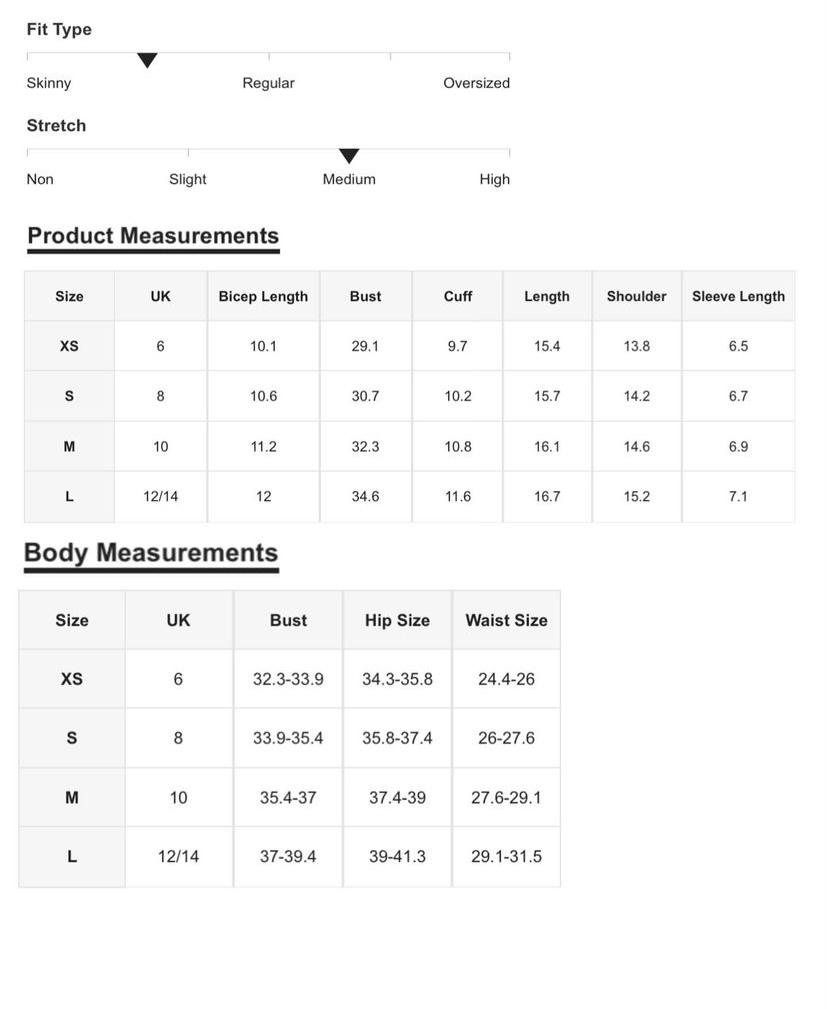 Fit Type
Skinny Regular Oversized
Stretch
Non Slight Medium High
Product Measurements
Size UK Bicep Length Bust Cuff Length Shoulder Sleeve Length
XS 6 10.1 29.1 9.7 15.4 13.8 6.5
S 8 10.6 30.7 10.2 15.7 14.2 6.7
M 10 11.2 32.3 10.8 16.1 14.6 6.9
L 12/14 12 34.6 11.6 16.7 15.2 7.1
Body Measurements
Size UK Bust Hip Size Waist Size
XS 6 32.3-33.9 34.3-35.8 24.4-26
S 8 33.9-35.4 35.8-37.4 26-27.6
M 10 35.4-37 37.4-39 27.6-29.1
L 12/14 37-39.4 39-41.3 29.1-31.5